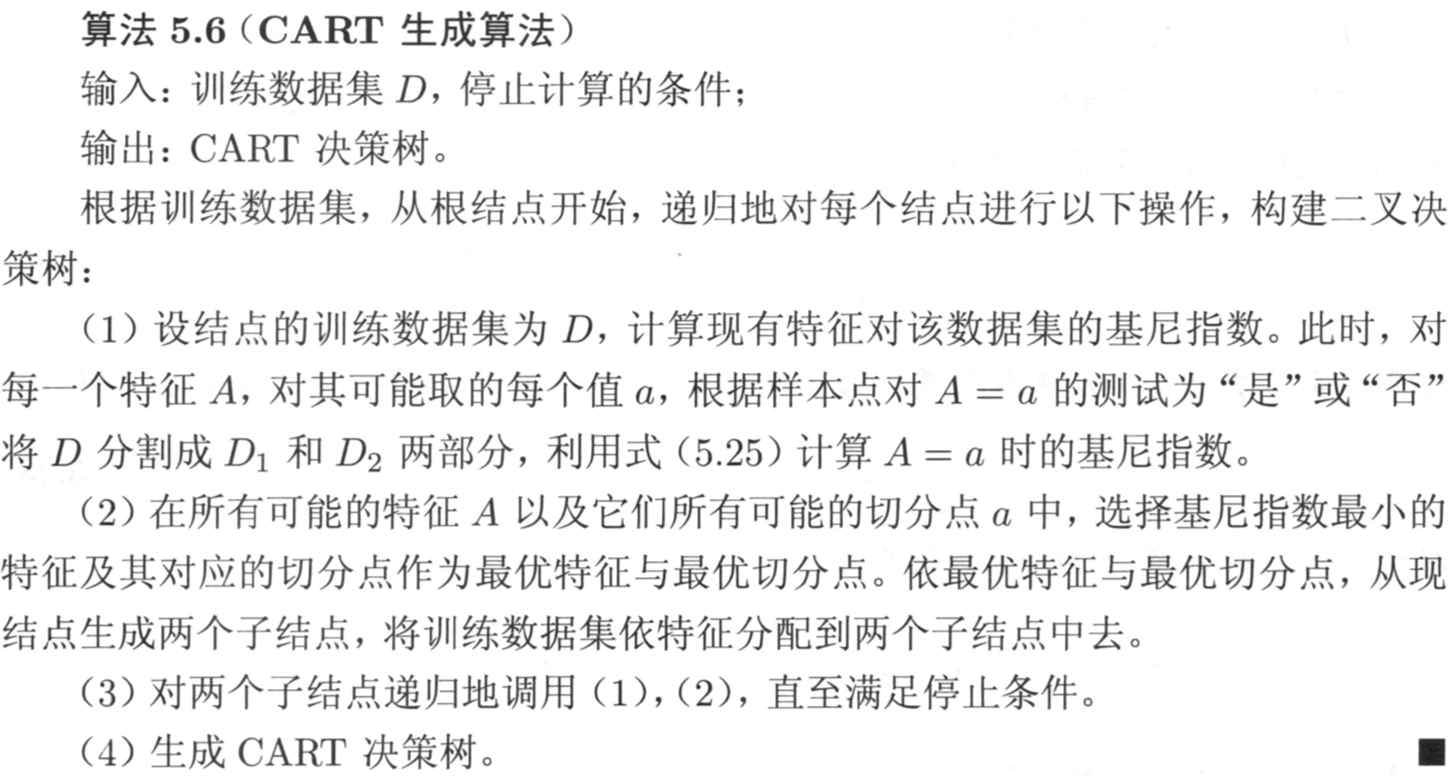 算法 5.6（CART 生成算法）
输入：训练数据集 D，停止计算的条件；
输出：CART 决策树。
根据训练数据集，从根结点开始，递归地对每个结点进行以下操作，构建二叉决
策树：
（1）设结点的训练数据集为 D，计算现有特征对该数据集的基尼指数。此时，对
每一个特征 A，对其可能取的每个值 a，根据样本点对 A = a 的测试为“是”或“否”
将 D 分割成 D₁ 和 D₂ 两部分，利用式（5.25）计算 A = a 时的基尼指数。
（2）在所有可能的特征 A 以及它们所有可能的切分点 a 中，选择基尼指数最小的
特征及其对应的切分点作为最优特征与最优切分点。依最优特征与最优切分点，从现
结点生成两个子结点，将训练数据集依特征分配到两个子结点中去。
（3）对两个子结点递归地调用（1），（2），直至满足停止条件。
（4）生成 CART 决策树。 ■